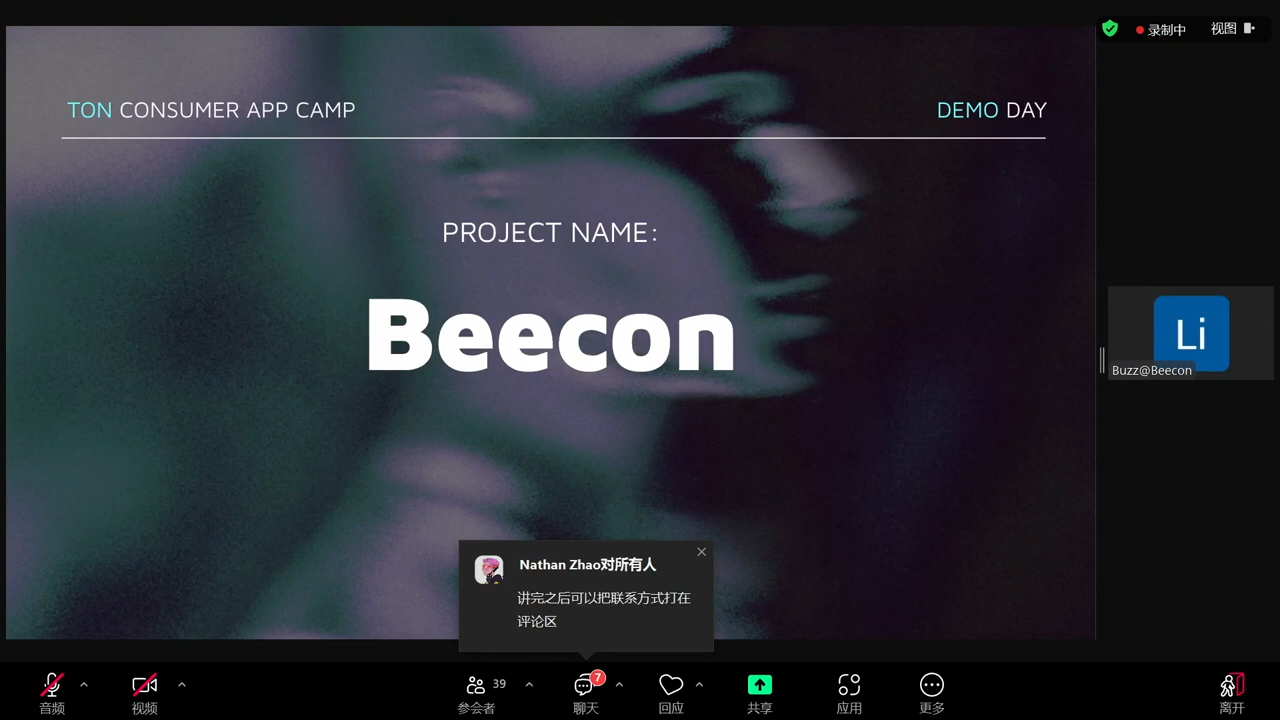 录制中
视图
TON CONSUMER APP CAMP
DEMO DAY
PROJECT NAME:
Beecon
Li
Buzz@Beecon
Nathan Zhao对所有人
讲完之后可以把联系方式打在
评论区
音频
视频
39
参会者
7
聊天
回应
共享
应用
更多
离开